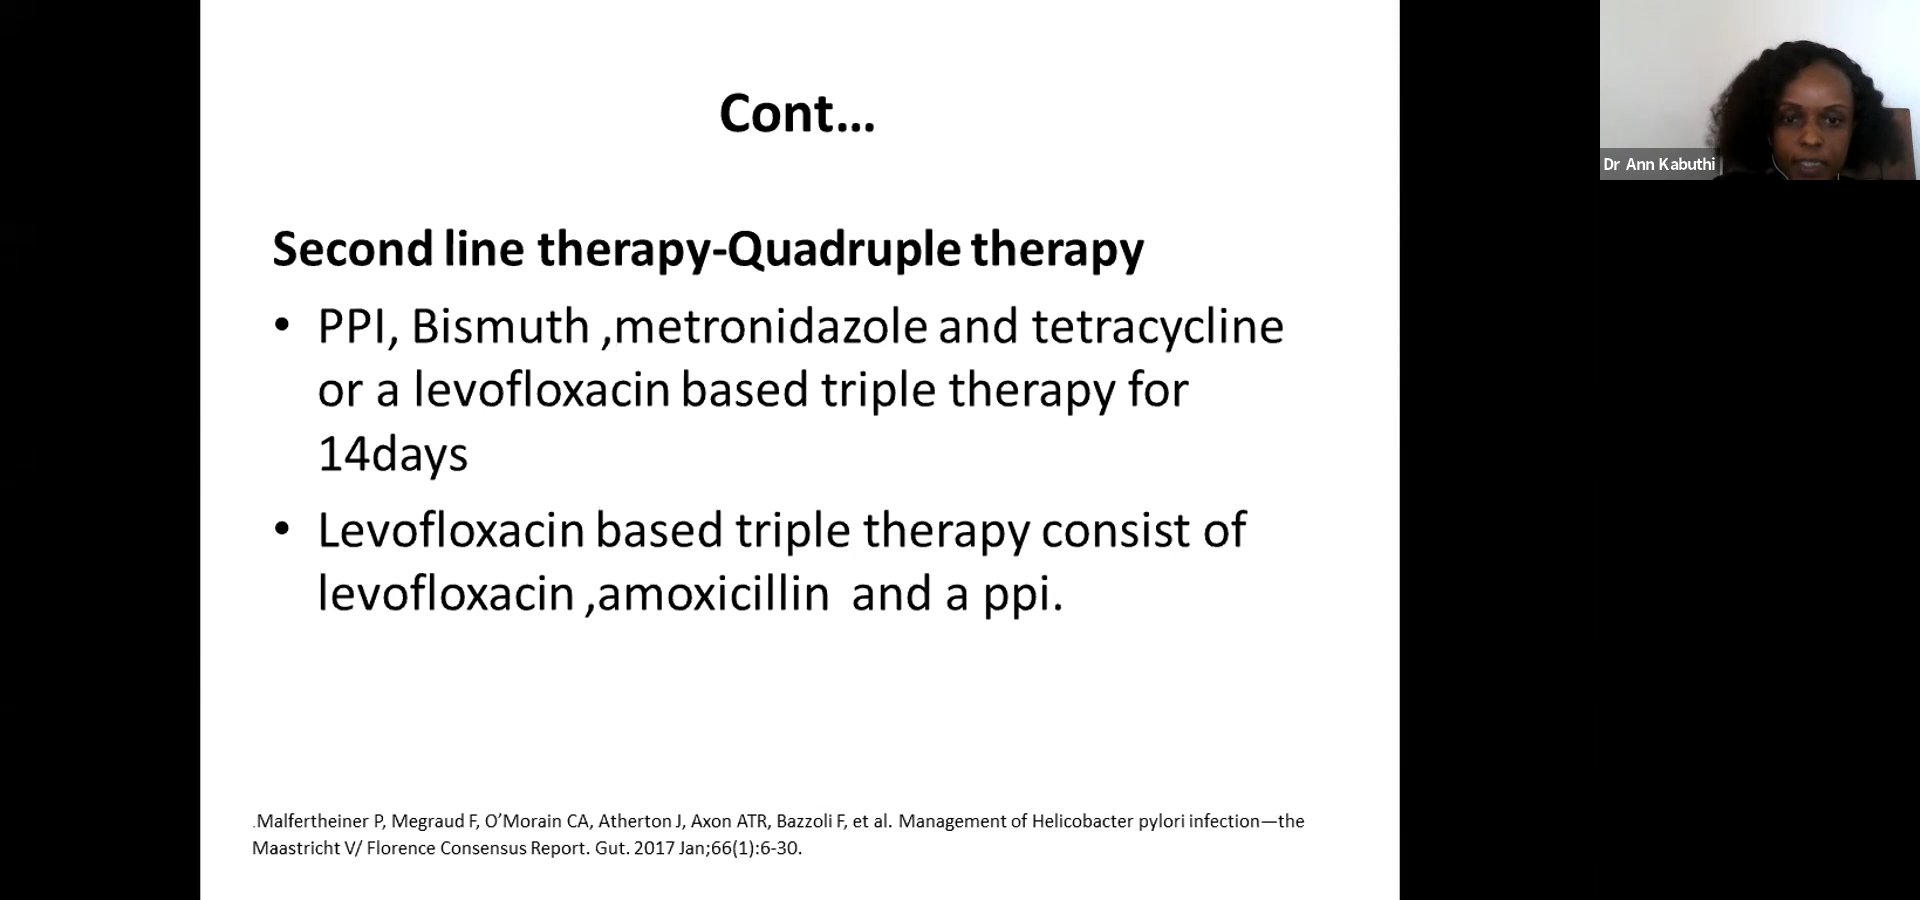 Cont...
Dr Ann Kabuthi
Second line therapy-Quadruple therapy
• PPI, Bismuth ,metronidazole and tetracycline
or a levofloxacin based triple therapy for
14days
• Levofloxacin based triple therapy consist of
levofloxacin ,amoxicillin and a ppi.
.Malfertheiner P, Megraud F, O’Morain CA, Atherton J, Axon ATR, Bazzoli F, et al. Management of Helicobacter pylori infection—the
Maastricht V/ Florence Consensus Report. Gut. 2017 Jan;66(1):6-30.